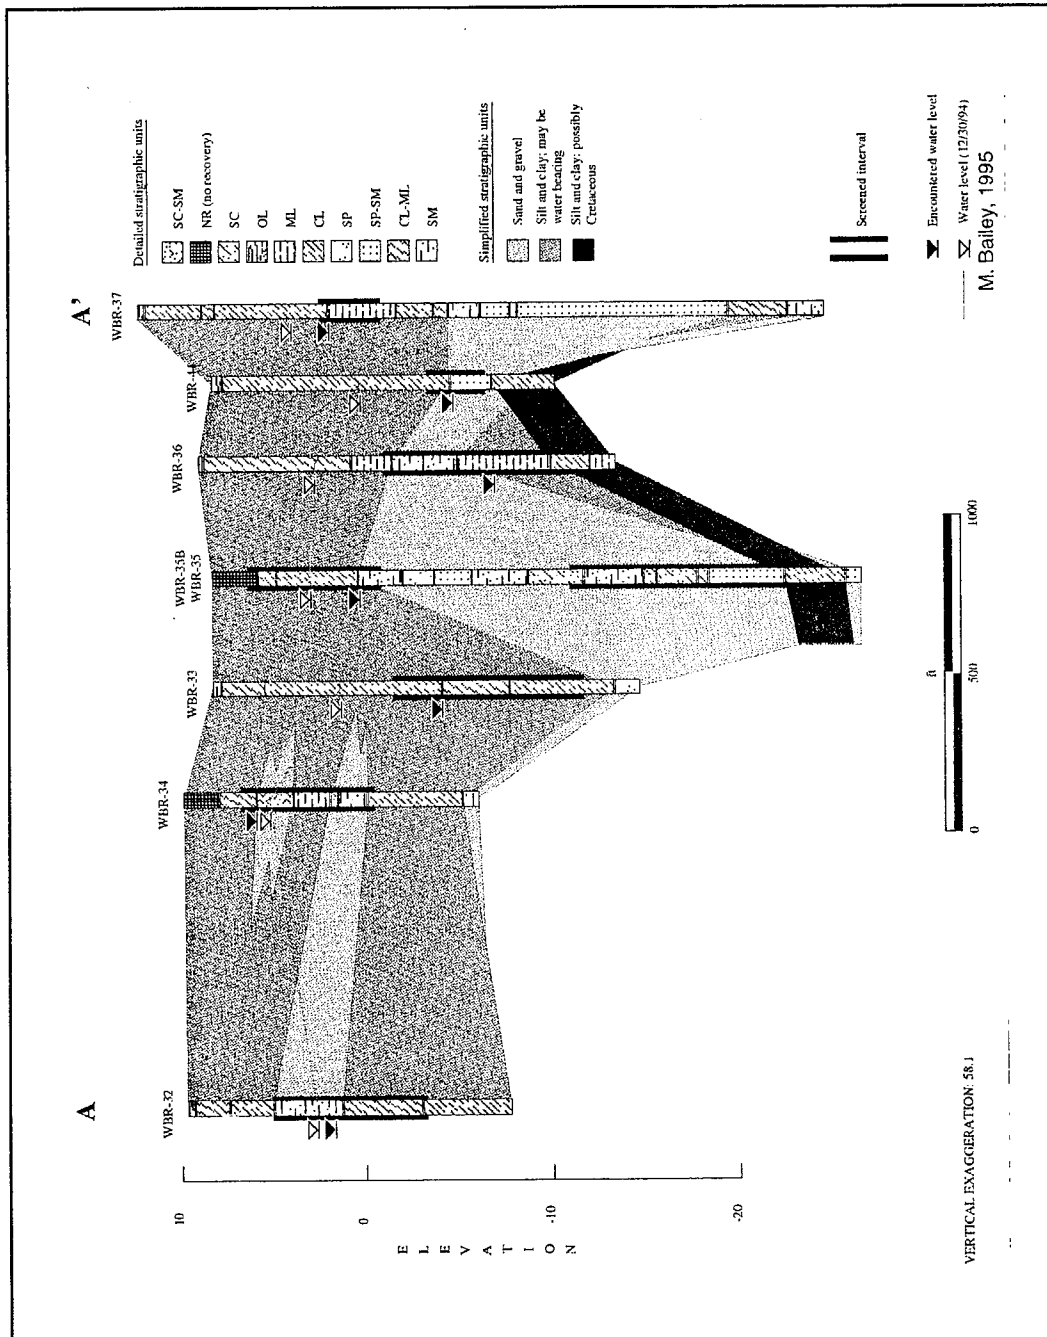 A
A'
WBR-32
WBR-34
WBR-33
WBR-35B
WBR-35
WBR-36
WBR-37
10
0
-10
-20
E L E V A T I O N
Detailed stratigraphic units
SC-SM
NR (no recovery)
SC
OL
ML
CL
SP
SP-SM
CL-ML
SM
Simplified stratigraphic units
Sand and gravel
Silt and clay; may be
water bearing
Silt and clay; possibly
Cretaceous
Screened interval
Encountered water level
Water level (12/30/94)
M. Bailey, 1995
ft
0
500
1000
VERTICAL EXAGGERATION: 58.1